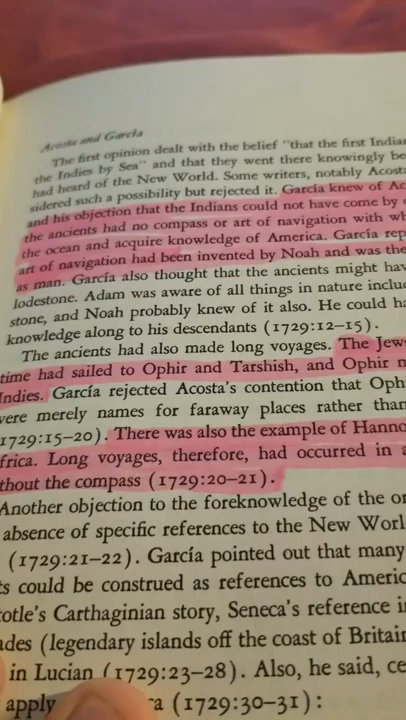 Acosta and García
The first opinion dealt with the belief "that the first Indian
the Indies by Sea" and that they went there knowingly be
had heard of the New World. Some writers, notably Acost
sidered such a possibility but rejected it. García knew of Ac
and his objection that the Indians could not have come by
the ancients had no compass or art of navigation with wh
the ocean and acquire knowledge of America. García rep
art of navigation had been invented by Noah and was the
as man. García also thought that the ancients might hav
lodestone. Adam was aware of all things in nature includ
stone, and Noah probably knew of it also. He could ha
knowledge along to his descendants (1729:12–15).
The ancients had also made long voyages. The Jews
time had sailed to Ophir and Tarshish, and Ophir
Indies. García rejected Acosta's contention that Oph
were merely names for faraway places rather than
1729:15–20). There was also the example of Hanno
frica. Long voyages, therefore, had occurred in a
thout the compass (1729:20–21).
Another objection to the foreknowledge of the
absence of specific references to the New Worl
(1729:21–22). García pointed out that many
ts could be construed as references to Americ
totle's Carthaginian story, Seneca's reference i
ades (legendary islands off the coast of Britain
in Lucian (1729:23–28). Also, he said, ce
apply ra (1729:30–31):